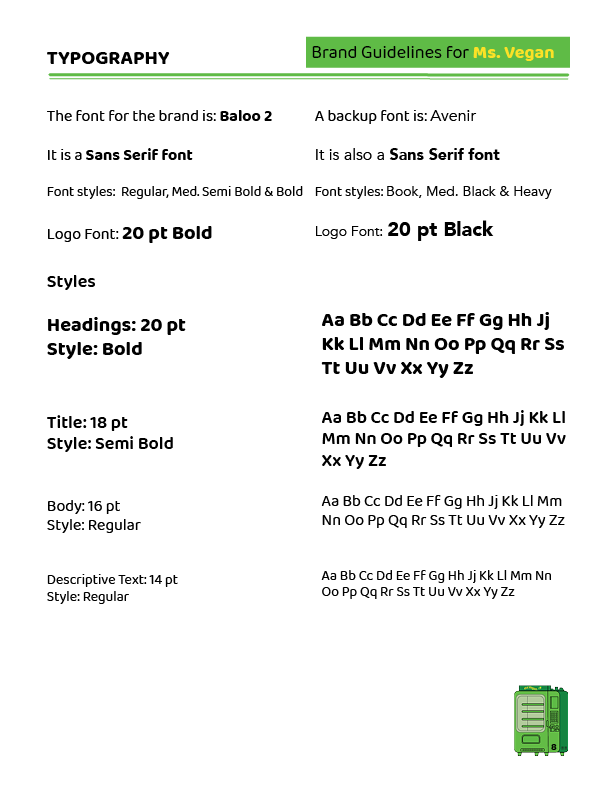 TYPOGRAPHY
Brand Guidelines for Ms. Vegan
The font for the brand is: Baloo 2
A backup font is: Avenir
It is a Sans Serif font
It is also a Sans Serif font
Font styles: Regular, Med. Semi Bold & Bold
Font styles: Book, Med. Black & Heavy
Logo Font: 20 pt Bold
Logo Font: 20 pt Black
Styles
Headings: 20 pt
Style: Bold
Aa Bb Cc Dd Ee Ff Gg Hh Jj
Kk Ll Mm Nn Oo Pp Qq Rr Ss
Tt Uu Vv Xx Yy Zz
Title: 18 pt
Style: Semi Bold
Aa Bb Cc Dd Ee Ff Gg Hh Jj Kk Ll
Mm Nn Oo Pp Qq Rr Ss Tt Uu Vv
Xx Yy Zz
Body: 16 pt
Style: Regular
Aa Bb Cc Dd Ee Ff Gg Hh Jj Kk Ll Mm
Nn Oo Pp Qq Rr Ss Tt Uu Vv Xx Yy Zz
Descriptive Text: 14 pt
Style: Regular
Aa Bb Cc Dd Ee Ff Gg Hh Jj Kk Ll Mm Nn
Oo Pp Qq Rr Ss Tt Uu Vv Xx Yy Zz
8